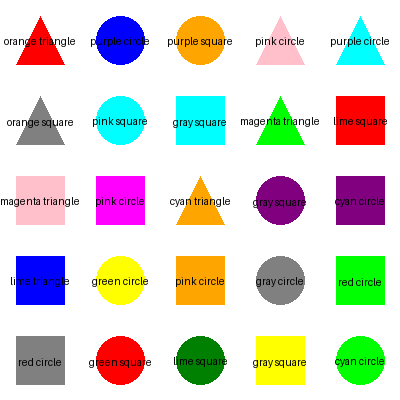 orange triangle
purple circle
purple square
pink circle
purple circle
orange square
pink square
gray square
magenta triangle
lime square
magenta triangle
pink circle
cyan triangle
gray square
cyan circle
lime triangle
green circle
pink circle
gray circle
red circle
red circle
green square
lime square
gray square
cyan circle